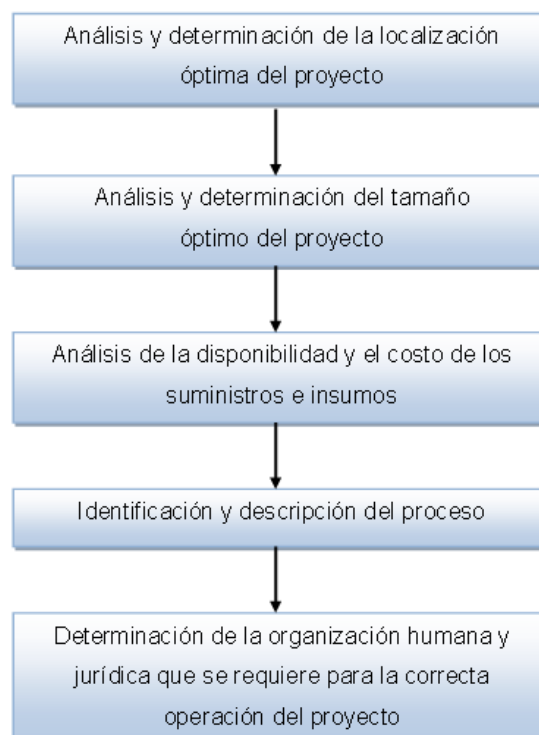 Análisis y determinación de la localización
óptima del proyecto
Análisis y determinación del tamaño
óptimo del proyecto
Análisis de la disponibilidad y el costo de los
suministros e insumos
Identificación y descripción del proceso
Determinación de la organización humana y
jurídica que se requiere para la correcta
operación del proyecto